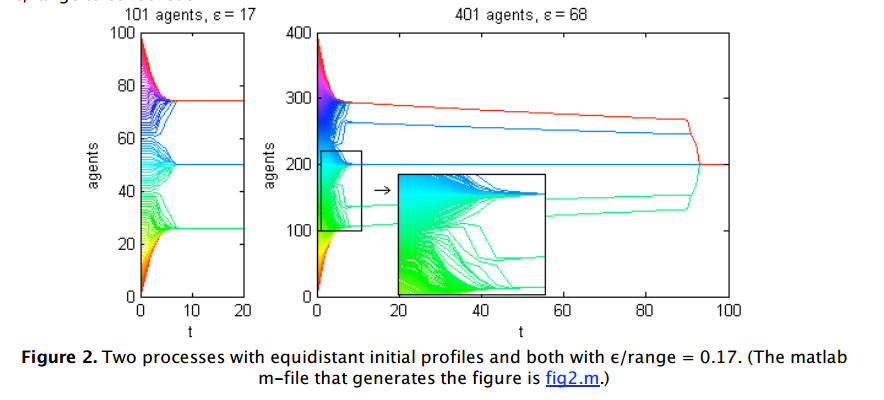 101 agents, ε = 17
401 agents, ε = 68
100
80
60
40
20
0
agents
0 10 20
t
400
300
200
100
0
agents
→
0 20 40 60 80 100
t
Figure 2. Two processes with equidistant initial profiles and both with ϵ/range = 0.17. (The matlab
m-file that generates the figure is fig2.m.)